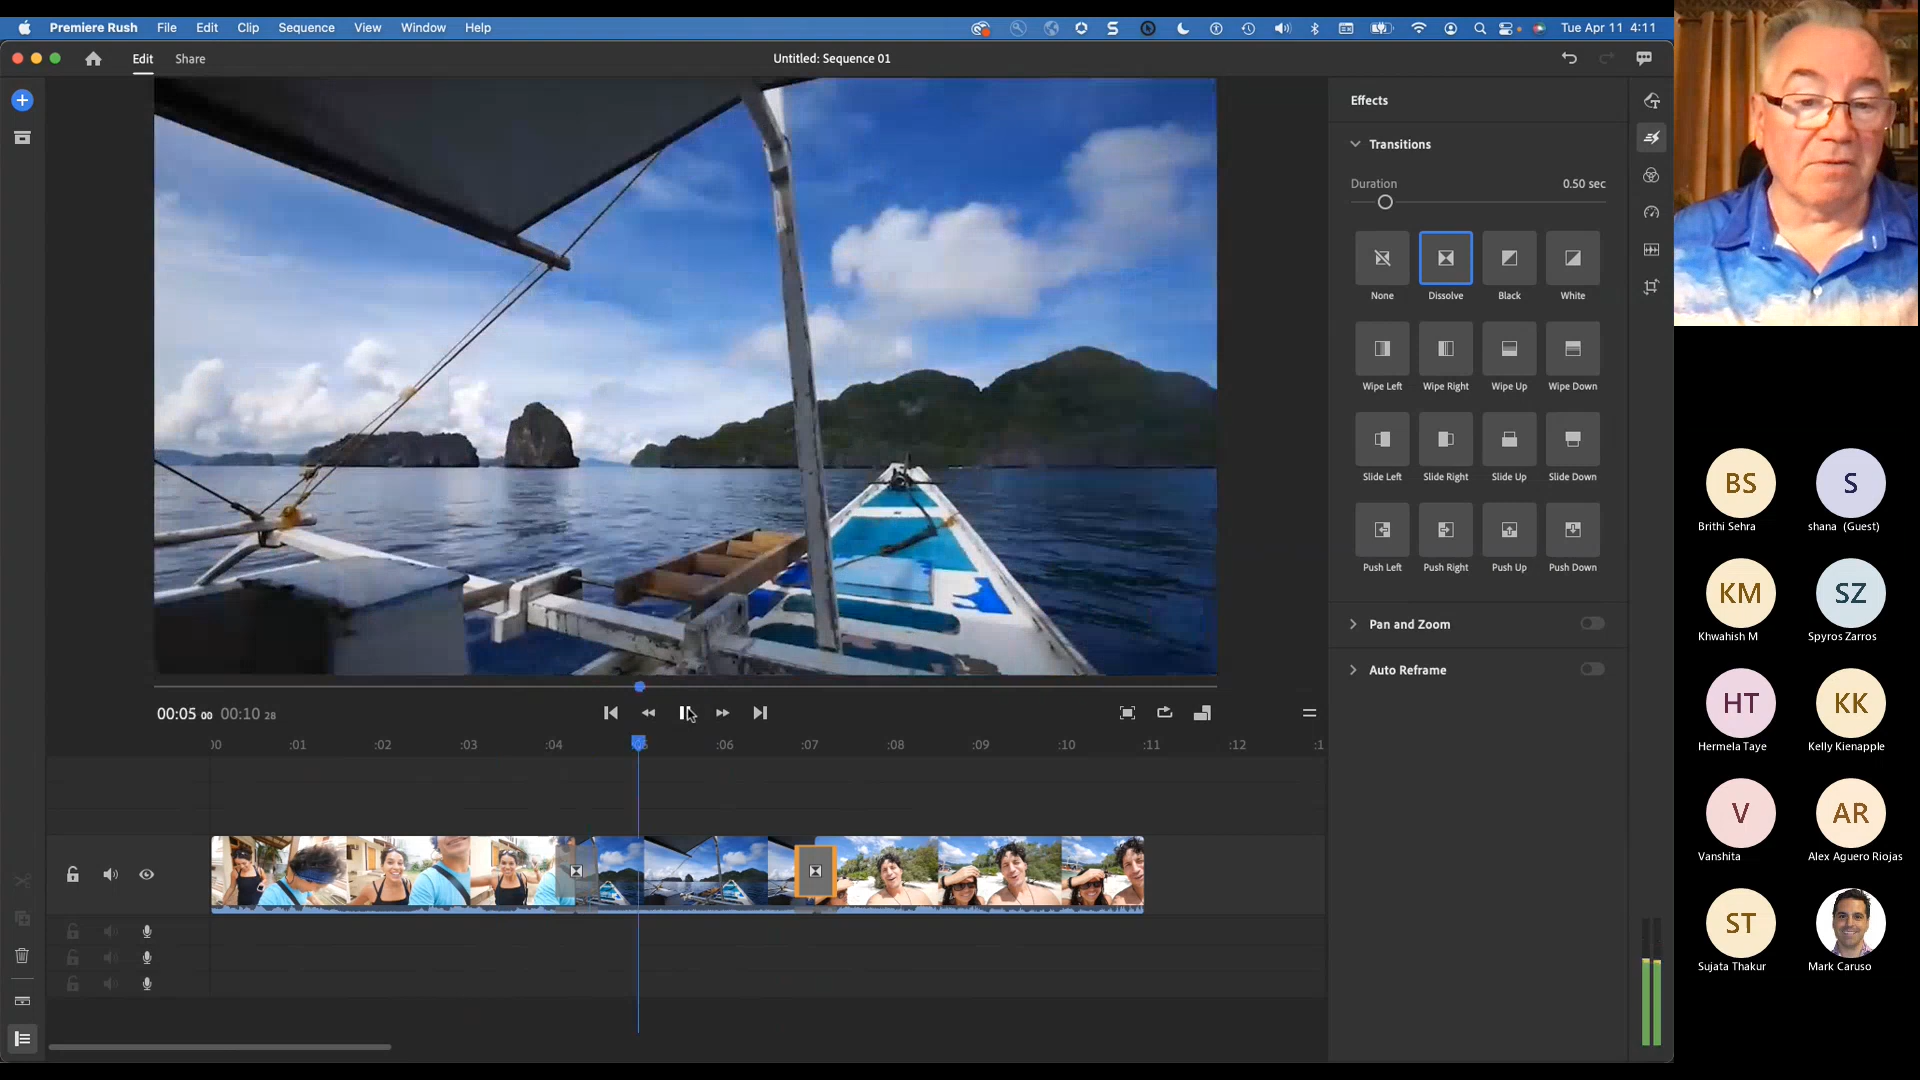 Premiere Rush File Edit Clip Sequence View Window Help Tue Apr 11 4:11
Edit Share Untitled: Sequence 01
Effects
Transitions
Duration 0.50 sec
None Dissolve Black White
Wipe Left Wipe Right Wipe Up Wipe Down
Slide Left Slide Right Slide Up Slide Down
Push Left Push Right Push Up Push Down
Pan and Zoom
Auto Reframe
00:05 00 00:10 28
:01 :02 :03 :04 :06 :07 :08 :09 :10 :11 :12 :1
BS S
Brithi Sehra shana (Guest)
KM SZ
Khwahish M Spyros Zarros
HT KK
Hermela Taye Kelly Kienapple
V AR
Vanshita Alex Aguero Riojas
ST
Sujata Thakur Mark Caruso